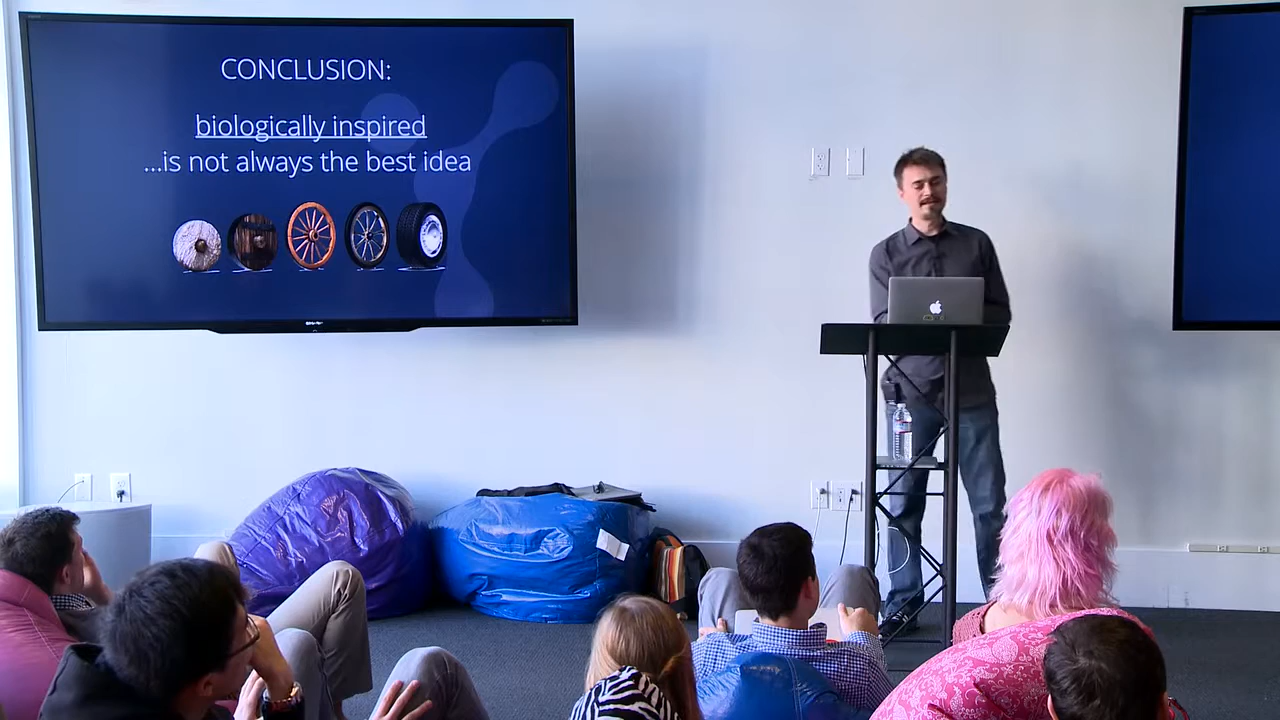 CONCLUSION:
biologically inspired
...is not always the best idea